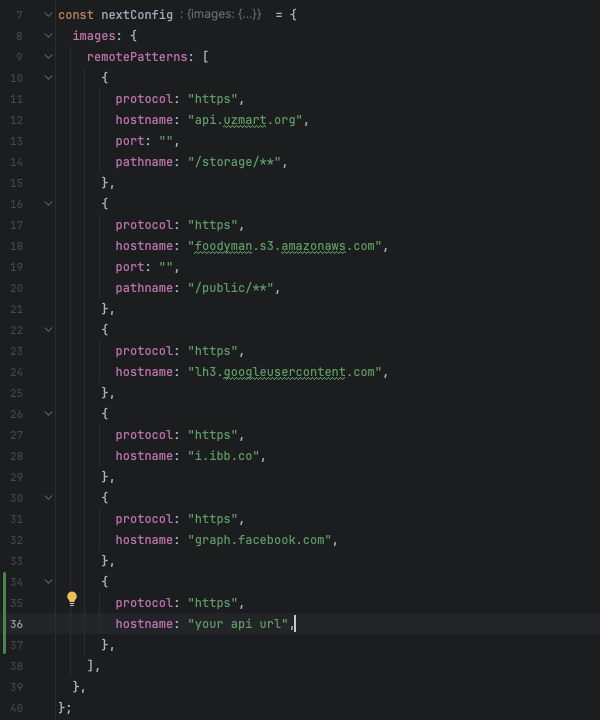 7 const nextConfig : {images: {...}} = {
8 images: {
9 remotePatterns: [
10 {
11 protocol: "https",
12 hostname: "api.uzmart.org",
13 port: "",
14 pathname: "/storage/**",
15 },
16 {
17 protocol: "https",
18 hostname: "foodyman.s3.amazonaws.com",
19 port: "",
20 pathname: "/public/**",
21 },
22 {
23 protocol: "https",
24 hostname: "lh3.googleusercontent.com",
25 },
26 {
27 protocol: "https",
28 hostname: "i.ibb.co",
29 },
30 {
31 protocol: "https",
32 hostname: "graph.facebook.com",
33 },
34 {
35 protocol: "https",
36 hostname: "your api url",
37 },
38 ],
39 },
40 };